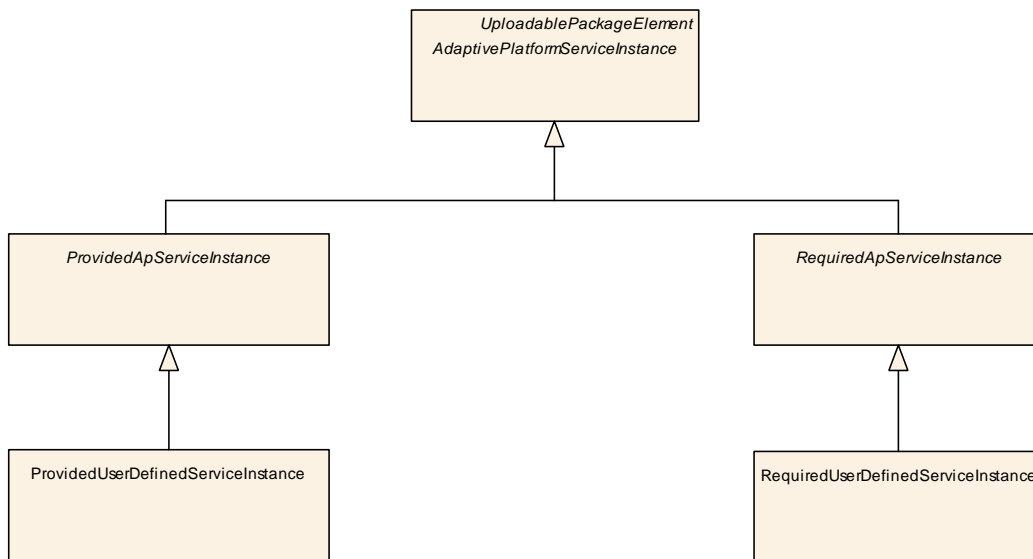 UploadablePackageElement
AdaptivePlatformServiceInstance
ProvidedApServiceInstance
RequiredApServiceInstance
ProvidedUserDefinedServiceInstance
RequiredUserDefinedServiceInstance